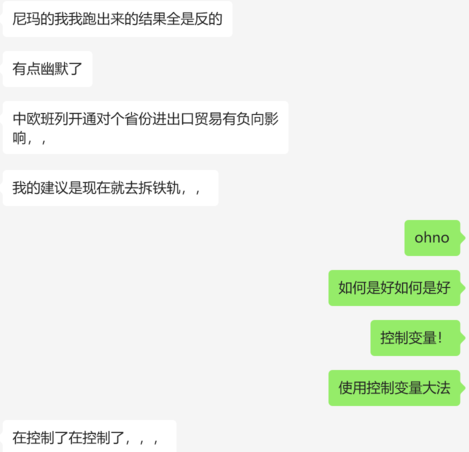 尼玛的我我跑出来的结果全是反的
有点幽默了
中欧班列开通对个省份进出口贸易有负向影
响，，
我的建议是现在就去拆铁轨，，
ohno
如何是好如何是好
控制变量！
使用控制变量大法
在控制了在控制了，，，